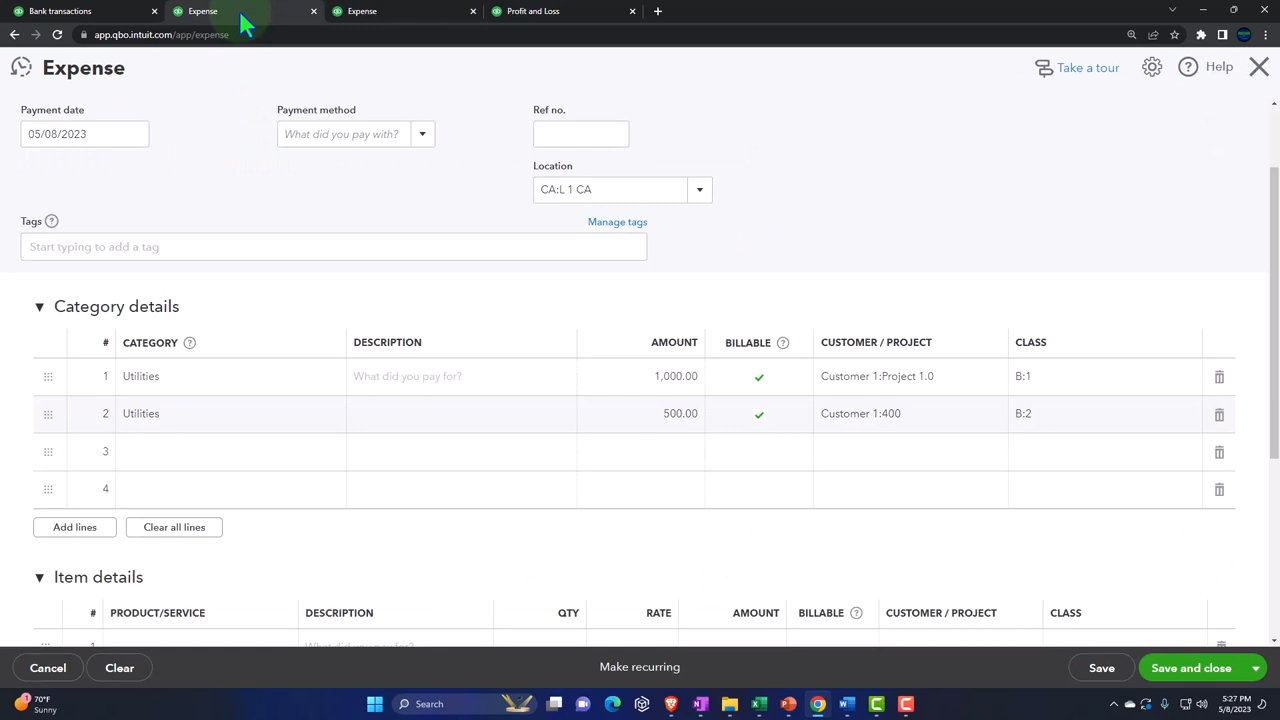 Bank transactions
Expense
Expense
Profit and Loss
app.qbo.intuit.com/app/expense
Expense
Take a tour
Help
Payment date
Payment method
Ref no.
05/08/2023
What did you pay with?
Location
CA:L 1 CA
Tags
Manage tags
Start typing to add a tag
Category details
# CATEGORY DESCRIPTION AMOUNT BILLABLE CUSTOMER / PROJECT CLASS
1 Utilities What did you pay for? 1,000.00 Customer 1:Project 1.0 B:1
2 Utilities 500.00 Customer 1:400 B:2
3
4
Add lines
Clear all lines
Item details
# PRODUCT/SERVICE DESCRIPTION QTY RATE AMOUNT BILLABLE CUSTOMER / PROJECT CLASS
Cancel
Clear
Make recurring
Save
Save and close
70°F
Sunny
Search
5:27 PM
5/8/2023